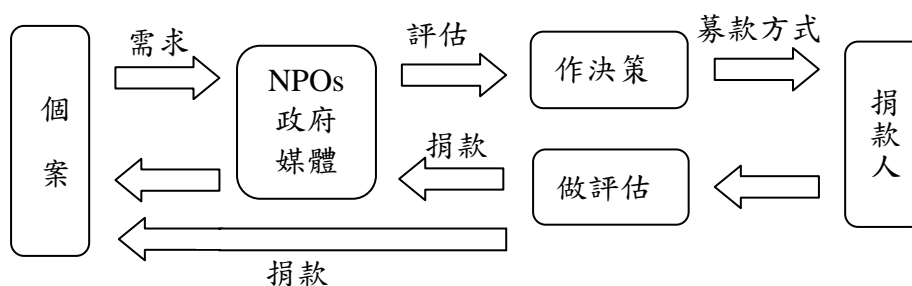 需求
評估
募款方式
個
案
NPOs
政府
媒體
作決策
捐
款
人
捐款
做評估
捐款